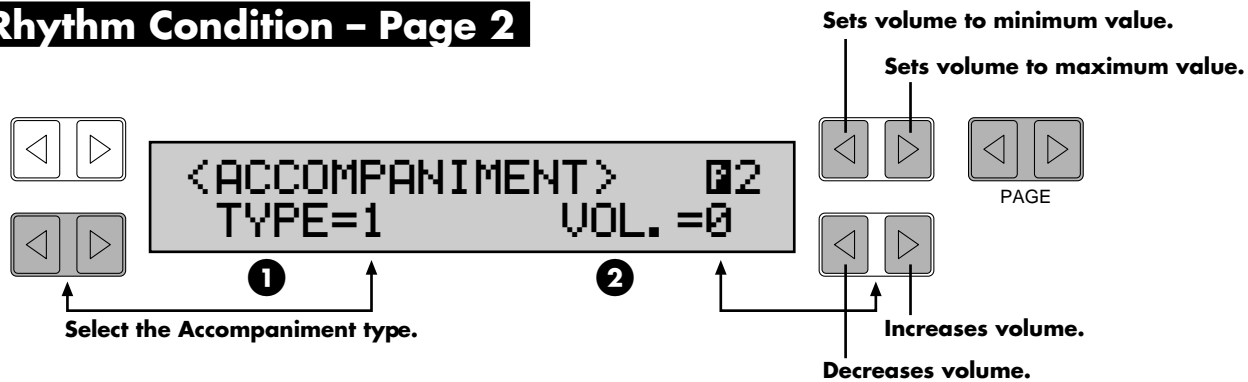 Rhythm Condition – Page 2
Sets volume to minimum value.
Sets volume to maximum value.
<ACCOMPANIMENT> P2
TYPE=1 VOL.=0
PAGE
1 2
Select the Accompaniment type.
Increases volume.
Decreases volume.